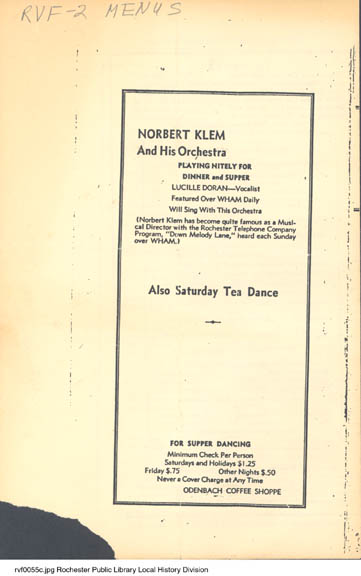 RVF-2 MENUS
NORBERT KLEM
And His Orchestra
PLAYING NITELY FOR
DINNER and SUPPER
LUCILLE DORAN—Vocalist
Featured Over WHAM Daily
Will Sing With This Orchestra
(Norbert Klem has become quite famous as a Musi-
cal Director with the Rochester Telephone Company
Program, "Down Melody Lane," heard each Sunday
over WHAM.)
Also Saturday Tea Dance
FOR SUPPER DANCING
Minimum Check Per Person
Saturdays and Holidays $1.25
Friday $.75 Other Nights $.50
Never a Cover Charge at Any Time
ODENBACH COFFEE SHOPPE
rvf0055c.jpg Rochester Public Library Local History Division